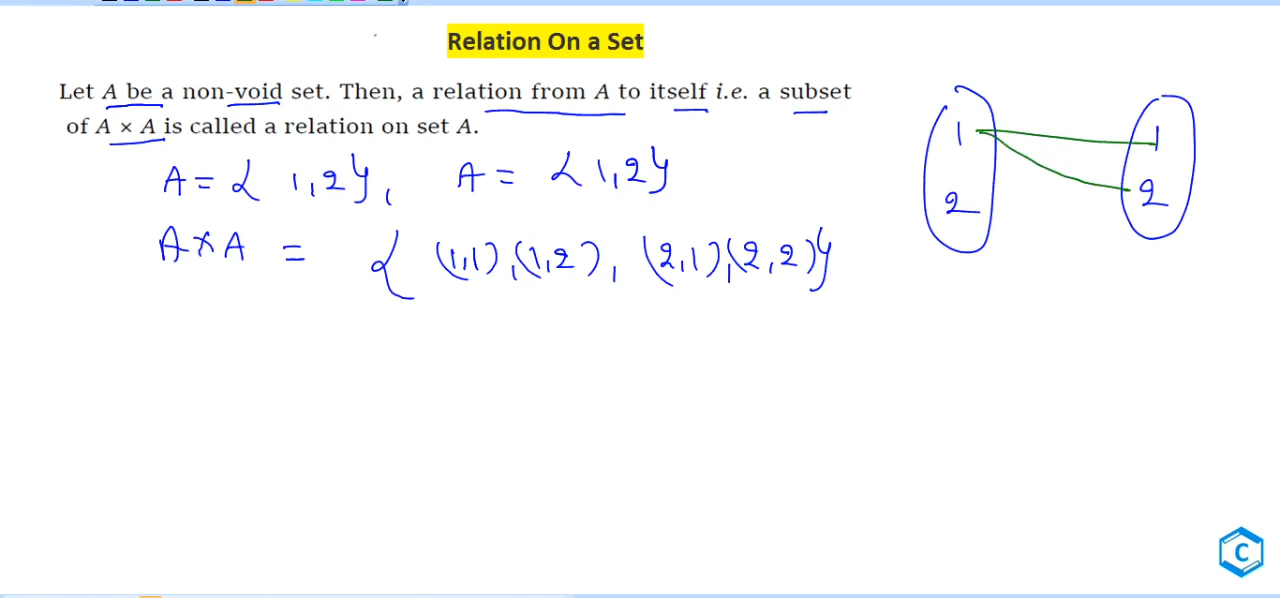 Relation On a Set
Let A be a non-void set. Then, a relation from A to itself i.e. a subset
of A × A is called a relation on set A.
A = { 1, 2 }, A = { 1, 2 }
A × A = { (1,1), (1,2), (2,1), (2,2) }
1 1
2 2
C